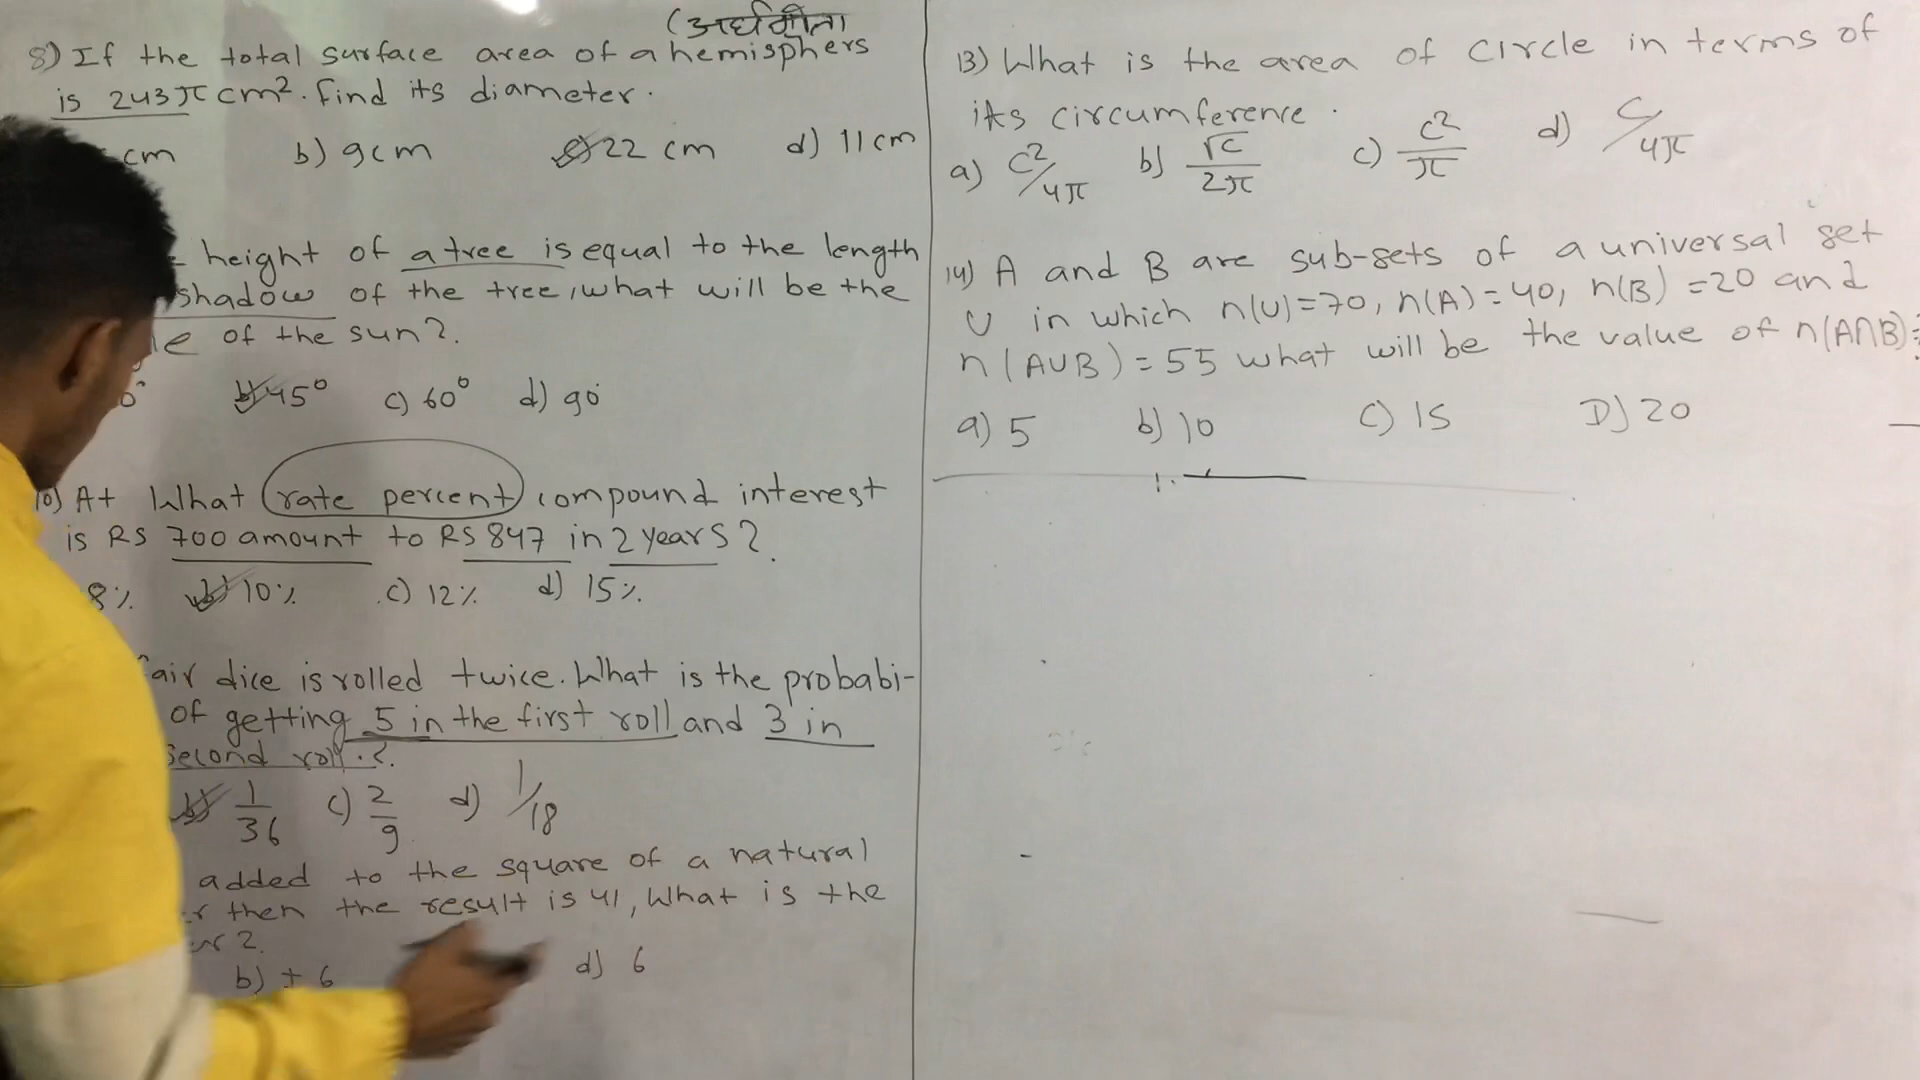 (अर्धगोला
8) If the total surface area of a hemisphers
is 243π cm². find its diameter.
cm b) 9cm c) 22 cm d) 11cm
height of a tree is equal to the length
shadow of the tree, what will be the
le of the sun?.
0° b) 45° c) 60° d) 90°
10) At What rate percent compound interest
is RS 700 amount to RS 847 in 2 years?.
8% b) 10% c) 12% d) 15%.
fair dice is rolled twice. What is the probabi-
of getting 5 in the first roll and 3 in
second roll.?.
b) 1/36 c) 2/9 d) 1/18
added to the square of a natural
r then the result is 41, What is the
ur?.
b) ± 6 d) 6
13) What is the area of circle in terms of
its circumference.
a) C²/4π b) √C/2π c) C²/π d) C/4π
14) A and B are sub-sets of a universal set
U in which n(U)=70, n(A)=40, n(B)=20 and
n(A∪B)=55 what will be the value of n(A∩B)?
a) 5 b) 10 c) 15 D) 20